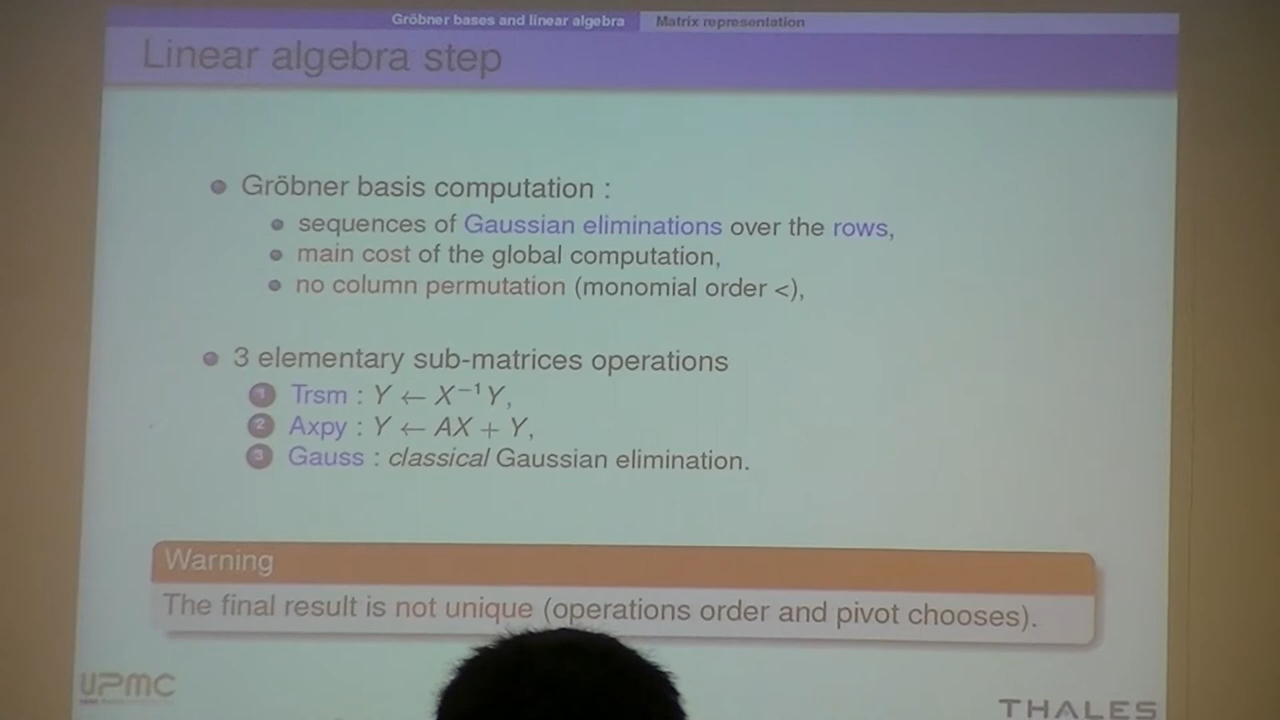 Gröbner bases and linear algebra Matrix representation
Linear algebra step
Gröbner basis computation :
sequences of Gaussian eliminations over the rows,
main cost of the global computation,
no column permutation (monomial order <),
3 elementary sub-matrices operations
1 Trsm : Y ← X⁻¹Y,
2 Axpy : Y ← AX + Y,
3 Gauss : classical Gaussian elimination.
Warning
The final result is not unique (operations order and pivot chooses).
UPMC
THALES